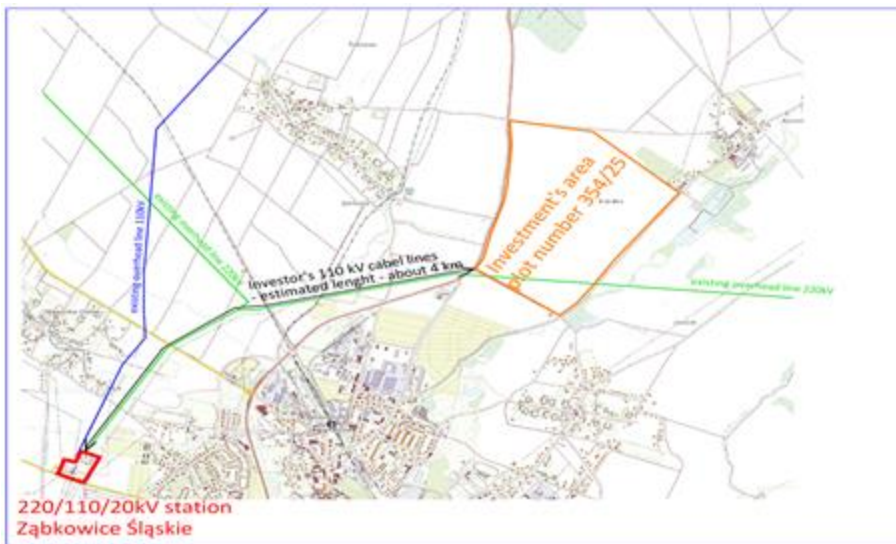 existing overhead line 110kV
existing overhead line 220kV
Investor's 110 kV cabel lines
- estimated lenght - about 4 km
Investment's area
plot number 354/25
existing overhead line 220kV
220/110/20kV station
Ząbkowice Śląskie